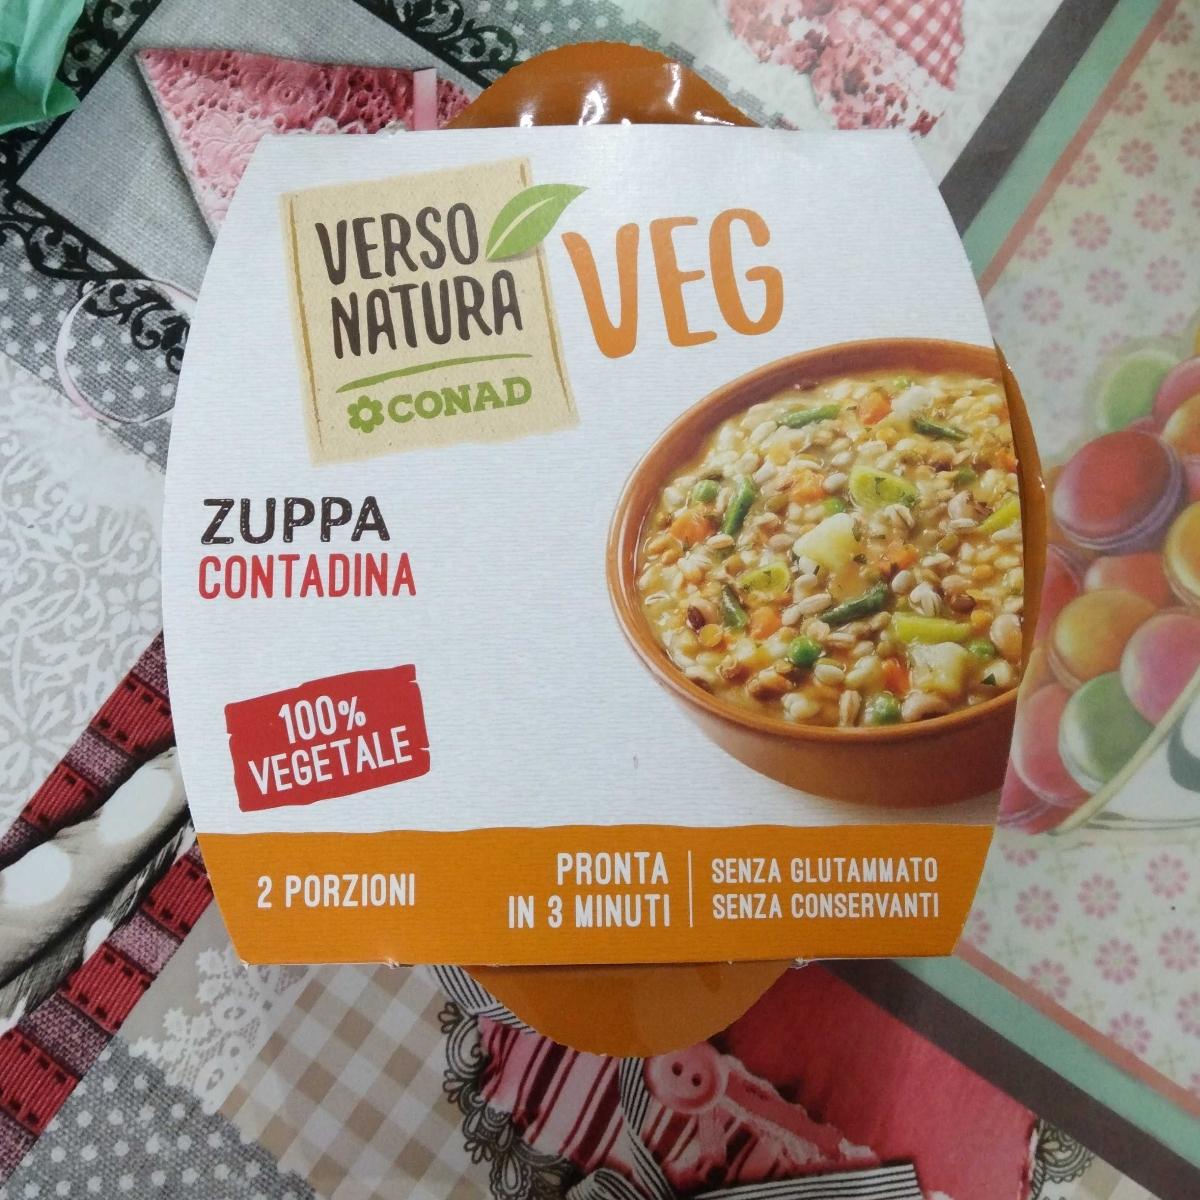 VERSO
NATURA
CONAD
VEG
ZUPPA
CONTADINA
100%
VEGETALE
2 PORZIONI
PRONTA
IN 3 MINUTI
SENZA GLUTAMMATO
SENZA CONSERVANTI